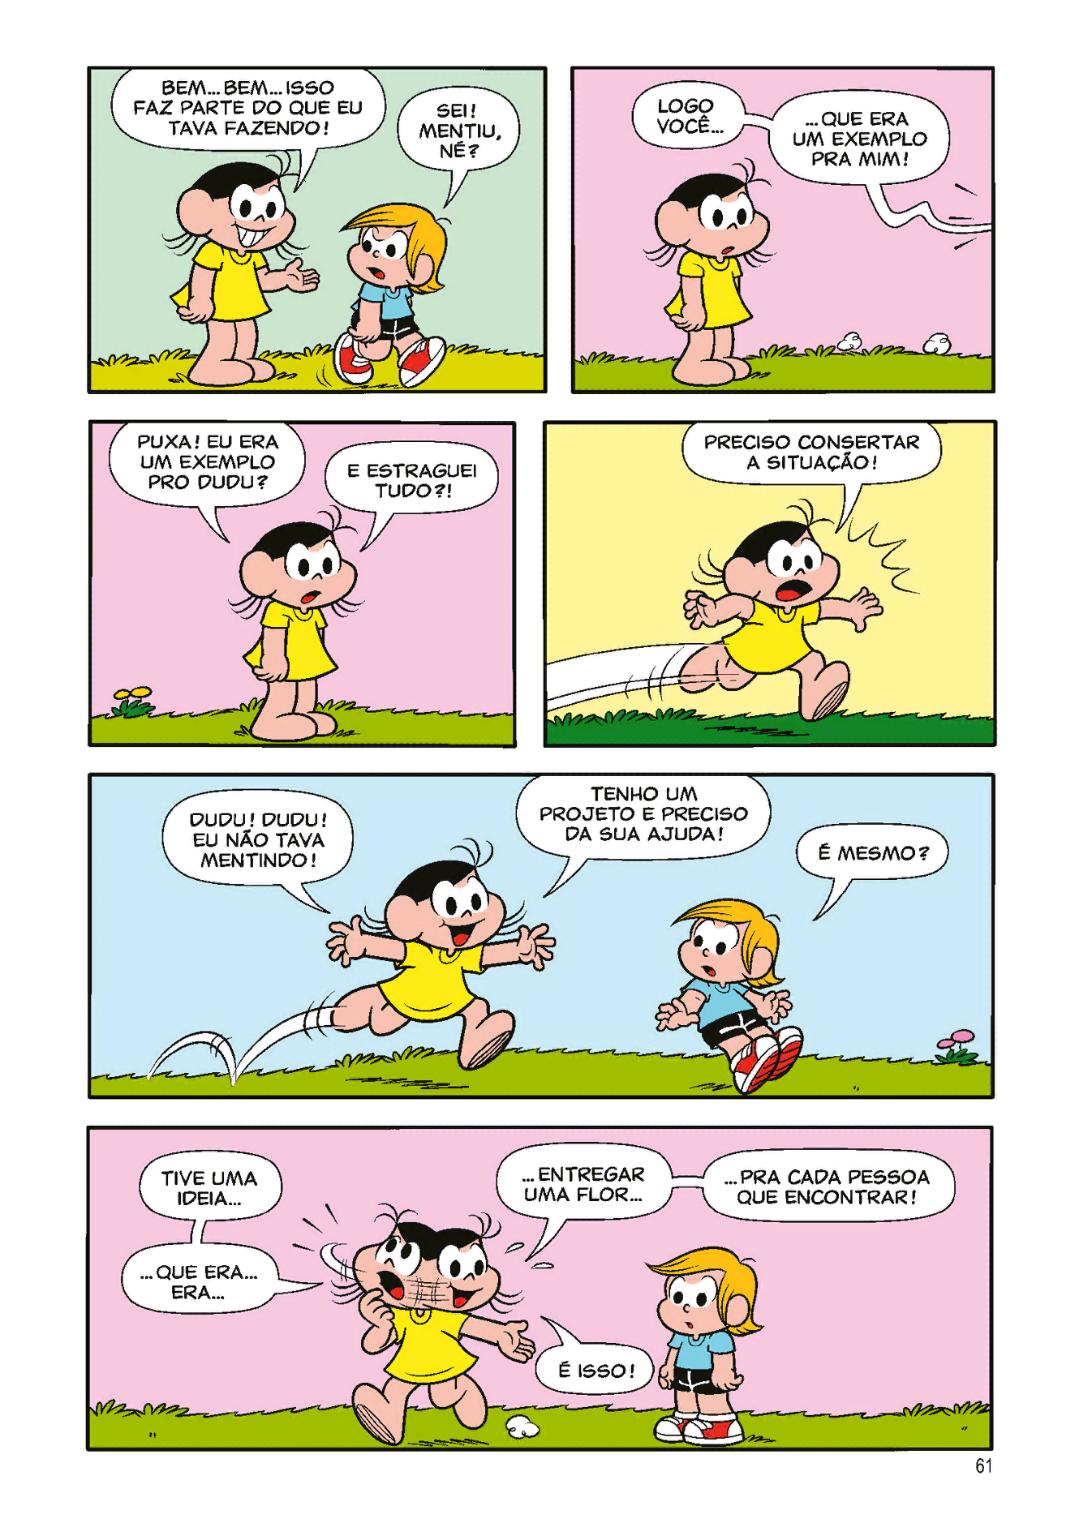 BEM...BEM...ISSO
FAZ PARTE DO QUE EU
TAVA FAZENDO!
SEI!
MENTIU,
NÉ?
LOGO
VOCÊ...
...QUE ERA
UM EXEMPLO
PRA MIM!
PUXA! EU ERA
UM EXEMPLO
PRO DUDU?
E ESTRAGUEI
TUDO?!
PRECISO CONSERTAR
A SITUAÇÃO!
DUDU! DUDU!
EU NÃO TAVA
MENTINDO!
TENHO UM
PROJETO E PRECISO
DA SUA AJUDA!
É MESMO?
TIVE UMA
IDEIA...
...QUE ERA...
ERA...
...ENTREGAR
UMA FLOR...
...PRA CADA PESSOA
QUE ENCONTRAR!
É ISSO!
61